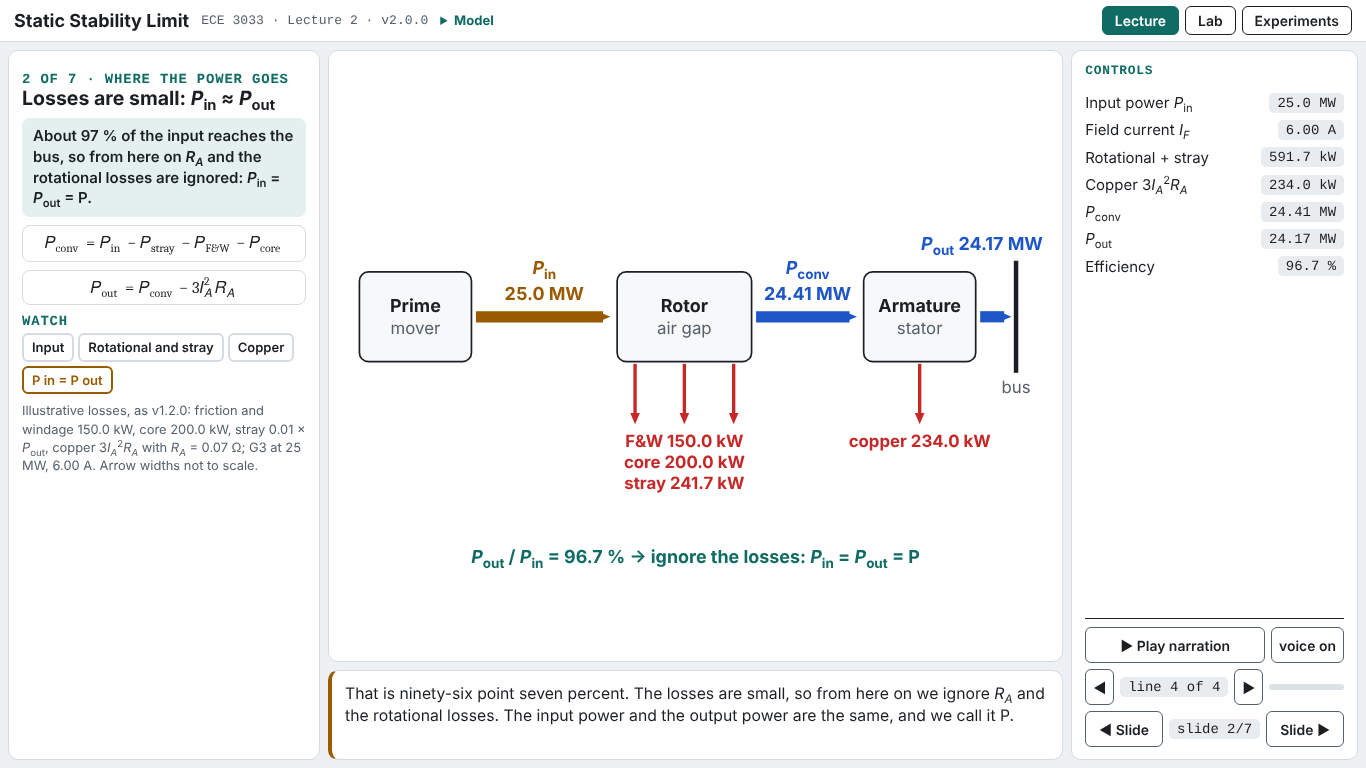 Static Stability Limit ECE 3033 · Lecture 2 · v2.0.0 ▶ Model
Lecture Lab Experiments
2 OF 7 · WHERE THE POWER GOES
Losses are small: Pin ≈ Pout
About 97 % of the input reaches the
bus, so from here on RA and the
rotational losses are ignored: Pin =
Pout = P.
Pconv = Pin − Pstray − PF&W − Pcore
Pout = Pconv − 3I²A RA
WATCH
Input Rotational and stray Copper
P in = P out
Illustrative losses, as v1.2.0: friction and
windage 150.0 kW, core 200.0 kW, stray 0.01 ×
Pout, copper 3IA²RA with RA = 0.07 Ω; G3 at 25
MW, 6.00 A. Arrow widths not to scale.
Prime
mover
Pin
25.0 MW
Rotor
air gap
Pconv
24.41 MW
Armature
stator
Pout 24.17 MW
bus
F&W 150.0 kW
core 200.0 kW
stray 241.7 kW
copper 234.0 kW
Pout / Pin = 96.7 % → ignore the losses: Pin = Pout = P
That is ninety-six point seven percent. The losses are small, so from here on we ignore RA and
the rotational losses. The input power and the output power are the same, and we call it P.
CONTROLS
Input power Pin 25.0 MW
Field current IF 6.00 A
Rotational + stray 591.7 kW
Copper 3IA²RA 234.0 kW
Pconv 24.41 MW
Pout 24.17 MW
Efficiency 96.7 %
▶ Play narration voice on
◀ line 4 of 4 ▶
◀ Slide slide 2/7 Slide ▶